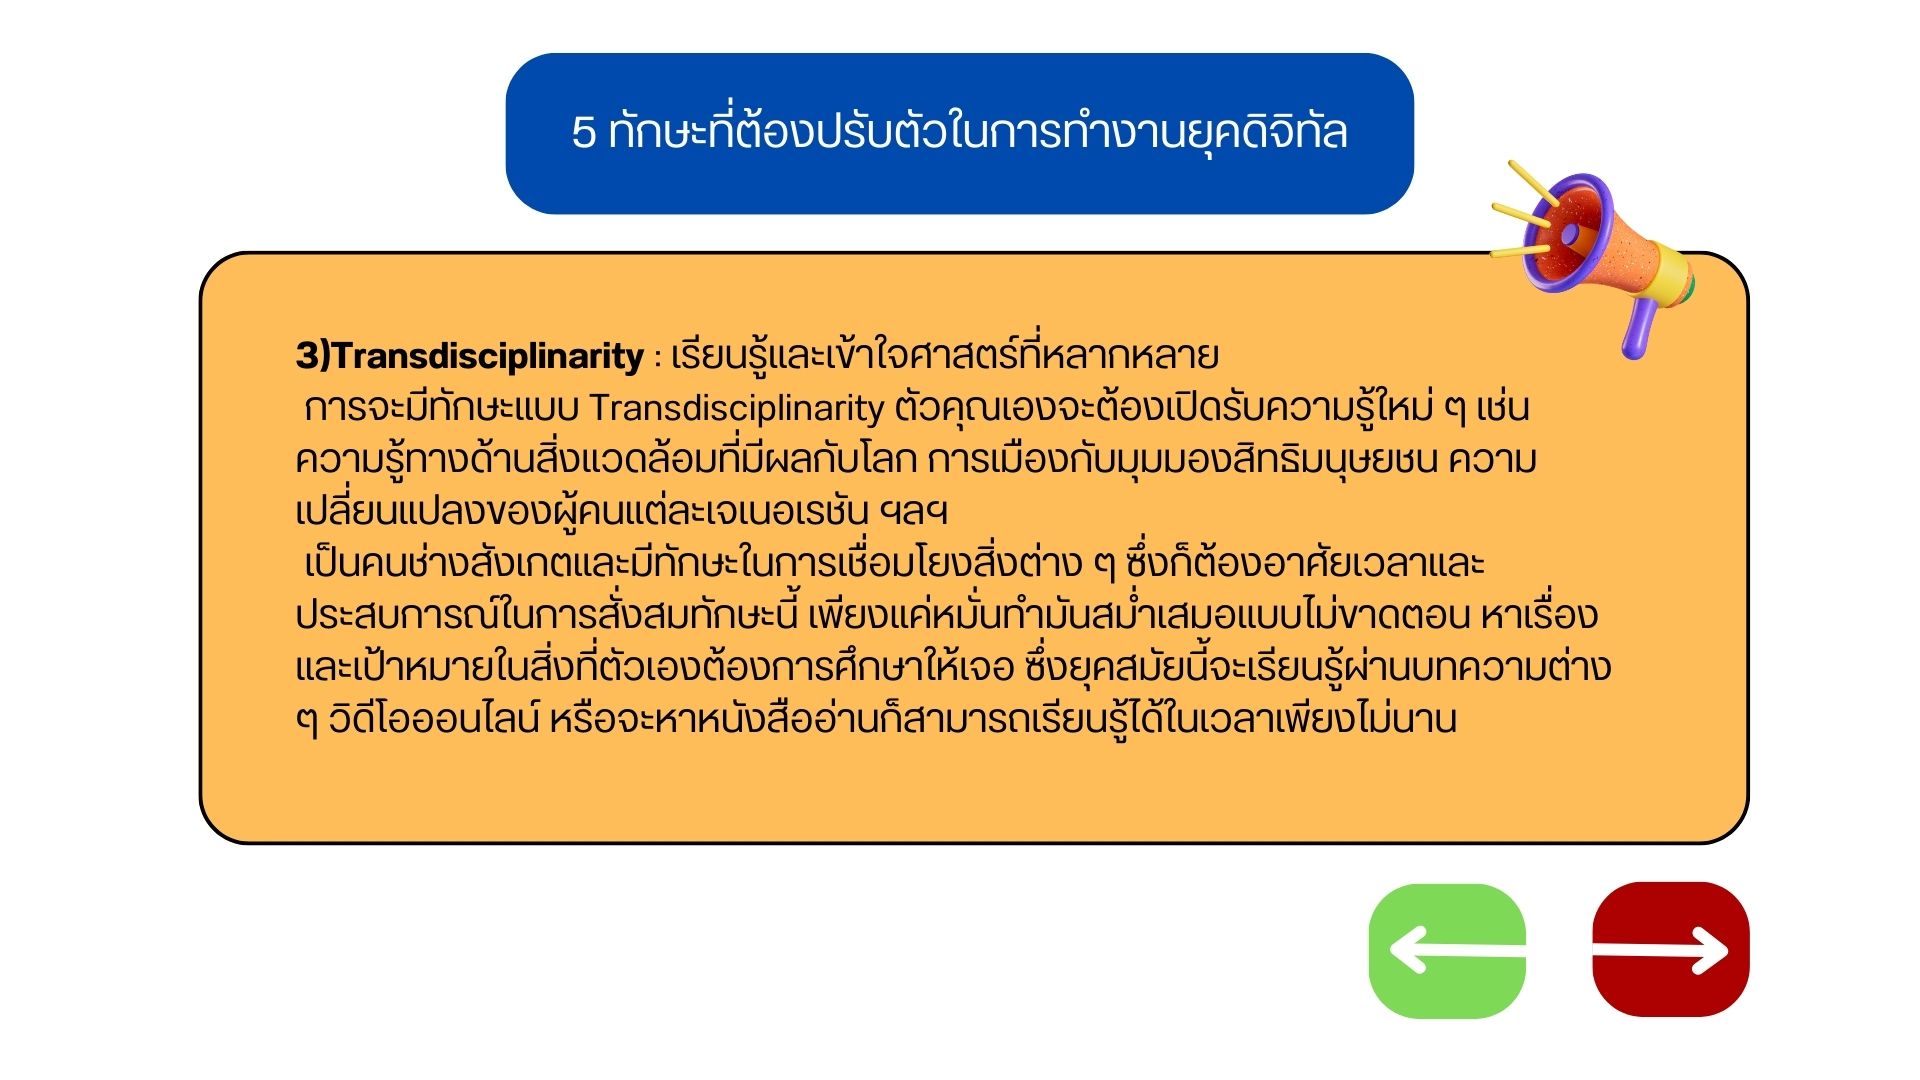 5 ทักษะที่ต้องปรับตัวในการทำงานยุคดิจิทัล
3)Transdisciplinarity : เรียนรู้และเข้าใจศาสตร์ที่หลากหลาย
การจะมีทักษะแบบ Transdisciplinarity ตัวคุณเองจะต้องเปิดรับความรู้ใหม่ ๆ เช่น
ความรู้ทางด้านสิ่งแวดล้อมที่มีผลกับโลก การเมืองกับมุมมองสิทธิมนุษยชน ความ
เปลี่ยนแปลงของผู้คนแต่ละเจเนอเรชัน ฯลฯ
เป็นคนช่างสังเกตและมีทักษะในการเชื่อมโยงสิ่งต่าง ๆ ซึ่งก็ต้องอาศัยเวลาและ
ประสบการณ์ในการสั่งสมทักษะนี้ เพียงแค่หมั่นทำมันสม่ำเสมอแบบไม่ขาดตอน หาเรื่อง
และเป้าหมายในสิ่งที่ตัวเองต้องการศึกษาให้เจอ ซึ่งยุคสมัยนี้จะเรียนรู้ผ่านบทความต่าง
ๆ วิดีโอออนไลน์ หรือจะหาหนังสืออ่านก็สามารถเรียนรู้ได้ในเวลาเพียงไม่นาน